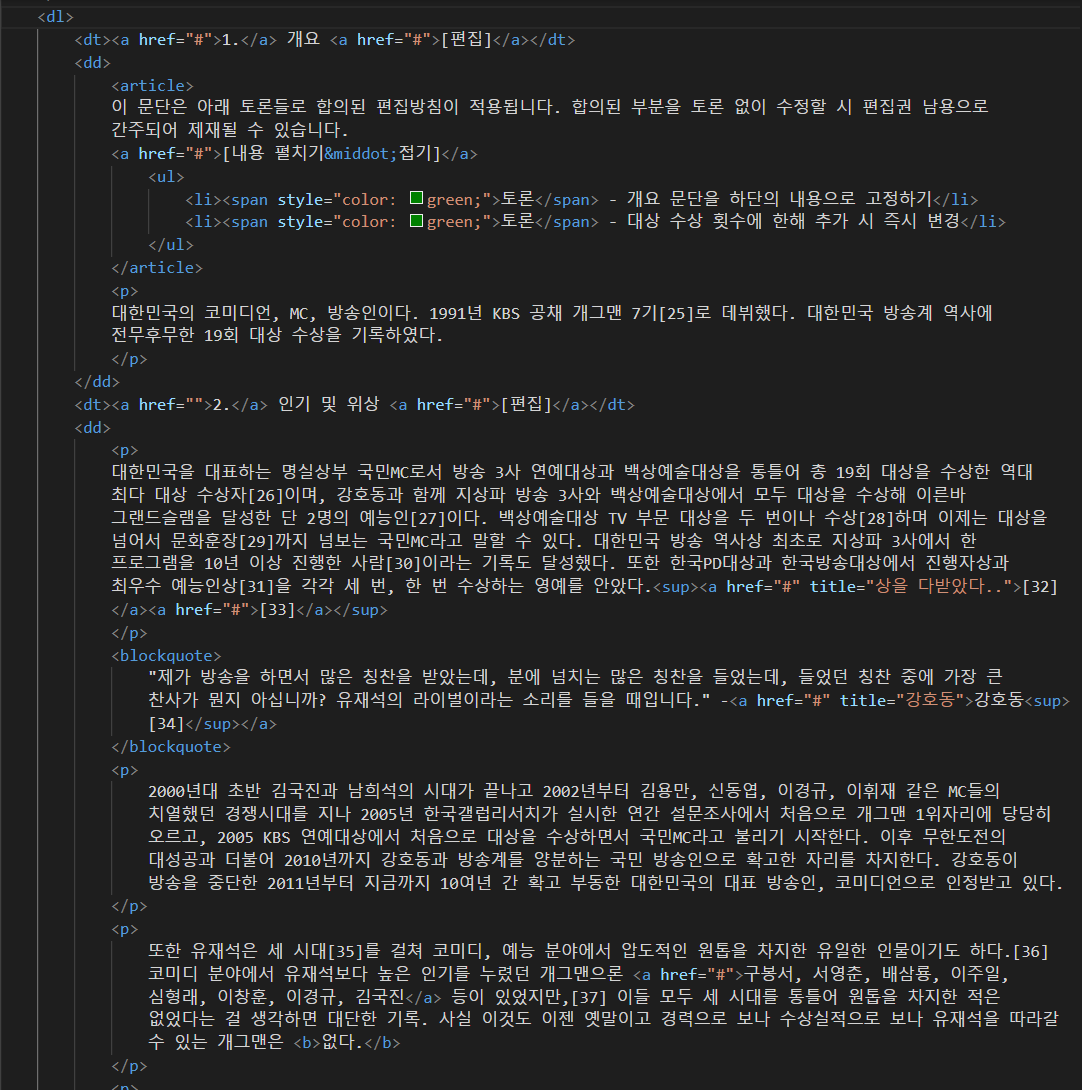 <dl>
<dt><a href="#">1.</a> 개요 <a href="#">[편집]</a></dt>
<dd>
<article>
이 문단은 아래 토론들로 합의된 편집방침이 적용됩니다. 합의된 부분을 토론 없이 수정할 시 편집권 남용으로
간주되어 제재될 수 있습니다.
<a href="#">[내용 펼치기&middot;접기]</a>
<ul>
<li><span style="color: green;">토론</span> - 개요 문단을 하단의 내용으로 고정하기</li>
<li><span style="color: green;">토론</span> - 대상 수상 횟수에 한해 추가 시 즉시 변경</li>
</ul>
</article>
<p>
대한민국의 코미디언, MC, 방송인이다. 1991년 KBS 공채 개그맨 7기[25]로 데뷔했다. 대한민국 방송계 역사에
전무후무한 19회 대상 수상을 기록하였다.
</p>
</dd>
<dt><a href="">2.</a> 인기 및 위상 <a href="#">[편집]</a></dt>
<dd>
<p>
대한민국을 대표하는 명실상부 국민MC로서 방송 3사 연예대상과 백상예술대상을 통틀어 총 19회 대상을 수상한 역대
최다 대상 수상자[26]이며, 강호동과 함께 지상파 방송 3사와 백상예술대상에서 모두 대상을 수상해 이른바
그랜드슬램을 달성한 단 2명의 예능인[27]이다. 백상예술대상 TV 부문 대상을 두 번이나 수상[28]하며 이제는 대상을
넘어서 문화훈장[29]까지 넘보는 국민MC라고 말할 수 있다. 대한민국 방송 역사상 최초로 지상파 3사에서 한
프로그램을 10년 이상 진행한 사람[30]이라는 기록도 달성했다. 또한 한국PD대상과 한국방송대상에서 진행자상과
최우수 예능인상[31]을 각각 세 번, 한 번 수상하는 영예를 안았다.<sup><a href="#" title="상을 다받았다..">[32]
</a><a href="#">[33]</a></sup>
</p>
<blockquote>
"제가 방송을 하면서 많은 칭찬을 받았는데, 분에 넘치는 많은 칭찬을 들었는데, 들었던 칭찬 중에 가장 큰
찬사가 뭔지 아십니까? 유재석의 라이벌이라는 소리를 들을 때입니다." -<a href="#" title="강호동">강호동<sup>
[34]</sup></a>
</blockquote>
<p>
2000년대 초반 김국진과 남희석의 시대가 끝나고 2002년부터 김용만, 신동엽, 이경규, 이휘재 같은 MC들의
치열했던 경쟁시대를 지나 2005년 한국갤럽리서치가 실시한 연간 설문조사에서 처음으로 개그맨 1위자리에 당당히
오르고, 2005 KBS 연예대상에서 처음으로 대상을 수상하면서 국민MC라고 불리기 시작한다. 이후 무한도전의
대성공과 더불어 2010년까지 강호동과 방송계를 양분하는 국민 방송인으로 확고한 자리를 차지한다. 강호동이
방송을 중단한 2011년부터 지금까지 10여년 간 확고 부동한 대한민국의 대표 방송인, 코미디언으로 인정받고 있다.
</p>
<p>
또한 유재석은 세 시대[35]를 걸쳐 코미디, 예능 분야에서 압도적인 원톱을 차지한 유일한 인물이기도 하다.[36]
코미디 분야에서 유재석보다 높은 인기를 누렸던 개그맨으론 <a href="#">구봉서, 서영춘, 배삼룡, 이주일,
심형래, 이창훈, 이경규, 김국진</a> 등이 있었지만,[37] 이들 모두 세 시대를 통틀어 원톱을 차지한 적은
없었다는 걸 생각하면 대단한 기록. 사실 이것도 이젠 옛말이고 경력으로 보나 수상실적으로 보나 유재석을 따라갈
수 있는 개그맨은 <b>없다.</b>
</p>
<p>